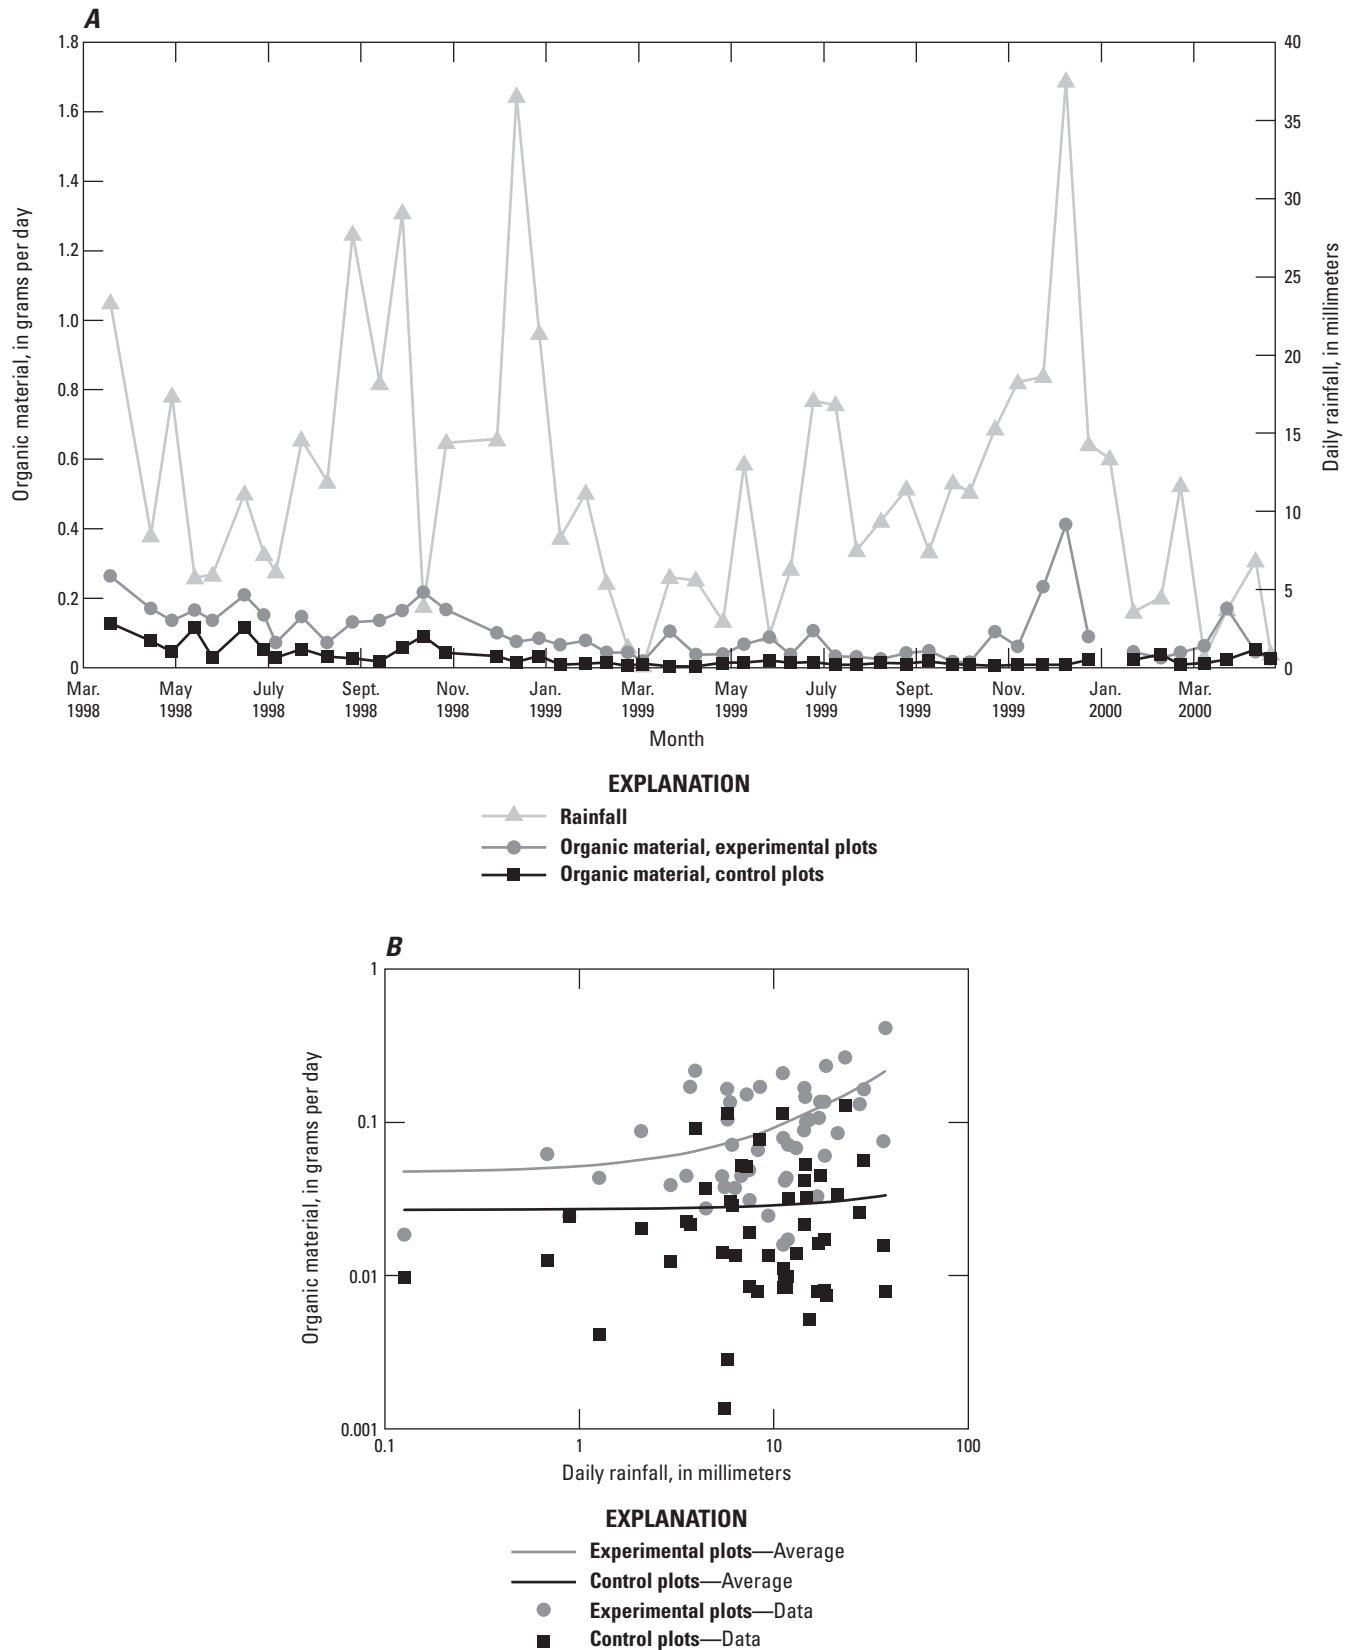 A
1.8
1.6
1.4
1.2
1.0
0.8
0.6
0.4
0.2
0
Organic material, in grams per day
40
35
30
25
20
15
10
5
0
Daily rainfall, in millimeters
Mar. May July Sept. Nov. Jan. Mar. May July Sept. Nov. Jan. Mar.
1998 1998 1998 1998 1998 1999 1999 1999 1999 1999 1999 2000 2000
Month
EXPLANATION
Rainfall
Organic material, experimental plots
Organic material, control plots
B
1
0.1
0.01
0.001
Organic material, in grams per day
0.1 1 10 100
Daily rainfall, in millimeters
EXPLANATION
Experimental plots—Average
Control plots—Average
Experimental plots—Data
Control plots—Data